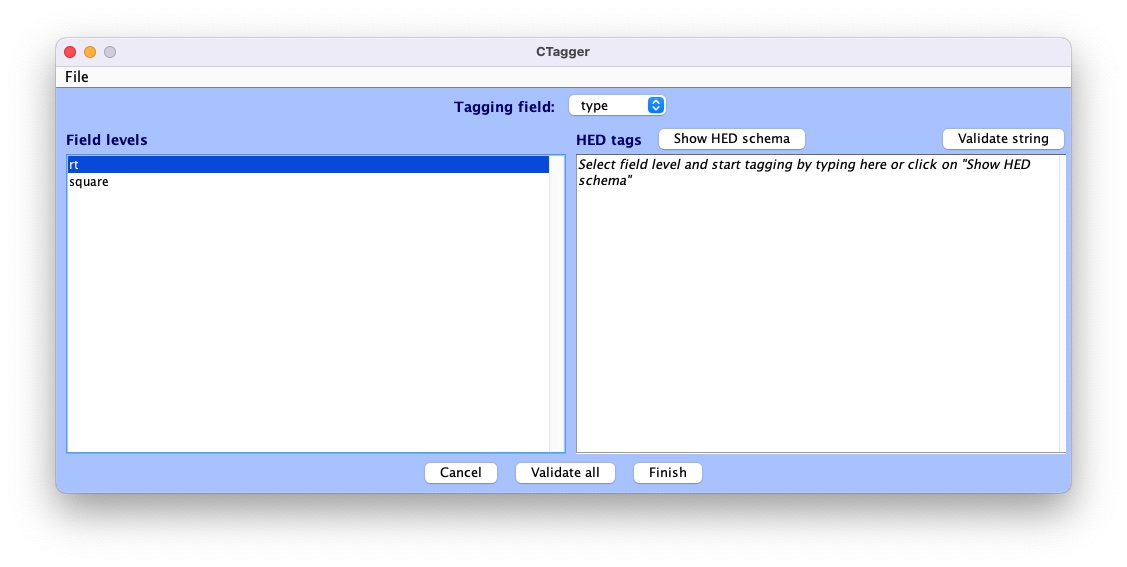 CTagger
File
Tagging field: type
Field levels
HED tags Show HED schema Validate string
rt
square
Select field level and start tagging by typing here or click on "Show HED
schema"
Cancel Validate all Finish